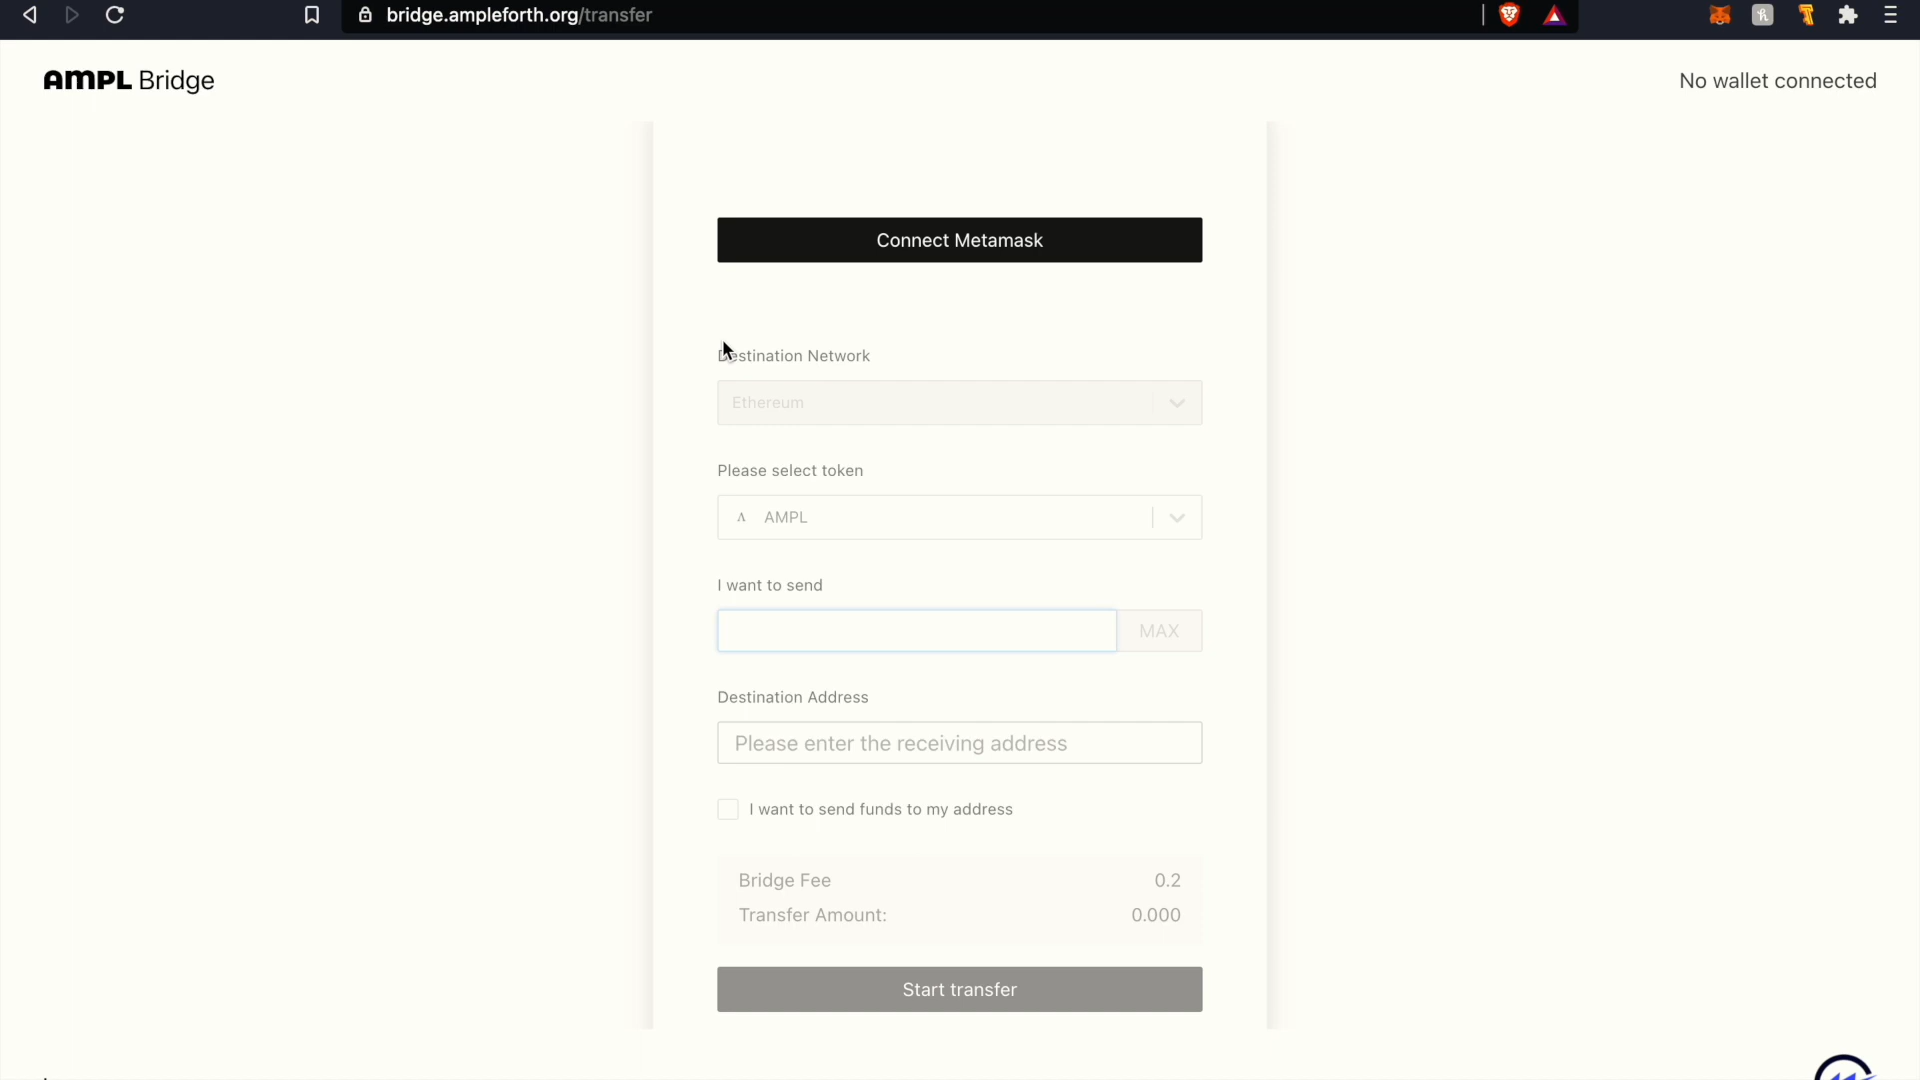 bridge.ampleforth.org/transfer
AMPL Bridge
No wallet connected
Connect Metamask
Destination Network
Ethereum
Please select token
Λ AMPL
I want to send
MAX
Destination Address
Please enter the receiving address
I want to send funds to my address
Bridge Fee 0.2
Transfer Amount: 0.000
Start transfer